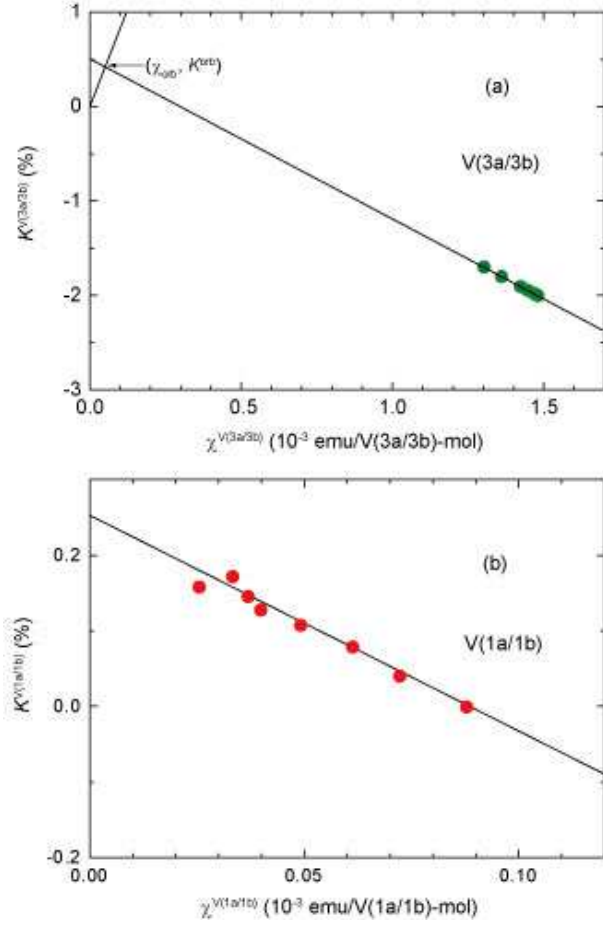 1
0
-1
-2
-3
(χorb, Korb)
(a)
V(3a/3b)
KV(3a/3b) (%)
0.0 0.5 1.0 1.5
χV(3a/3b) (10-3 emu/V(3a/3b)-mol)
0.2
0.0
-0.2
(b)
V(1a/1b)
KV(1a/1b) (%)
0.00 0.05 0.10
χV(1a/1b) (10-3 emu/V(1a/1b)-mol)